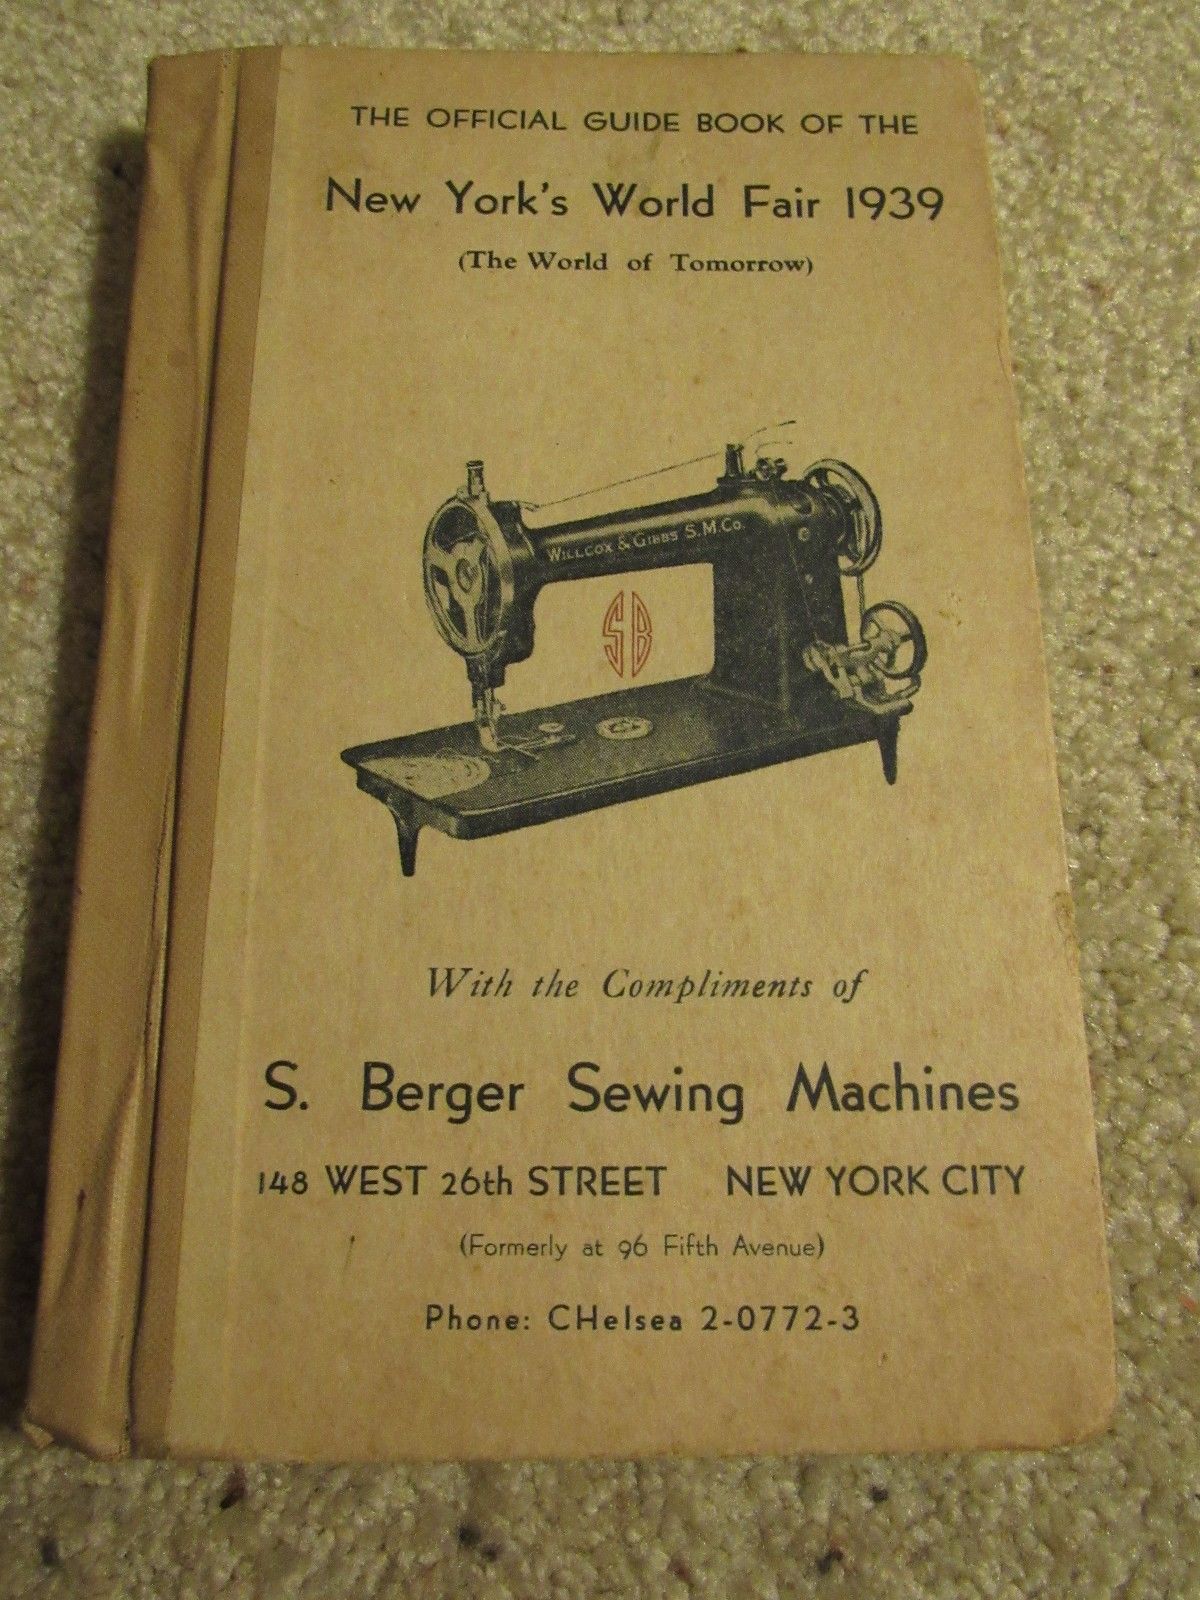 THE OFFICIAL GUIDE BOOK OF THE
New York's World Fair 1939
(The World of Tomorrow)
WILLCOX & GIBBS S.M.Co.
SB
With the Compliments of
S. Berger Sewing Machines
148 WEST 26th STREET NEW YORK CITY
(Formerly at 96 Fifth Avenue)
Phone: CHelsea 2-0772-3